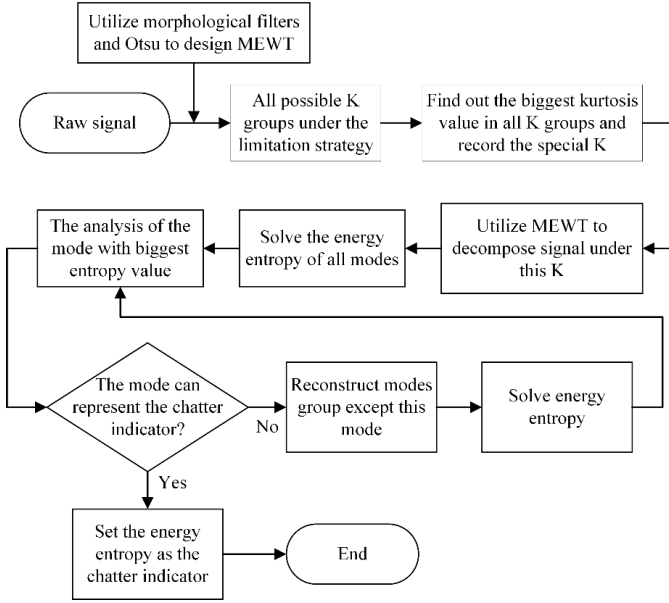 Utilize morphological filters
and Otsu to design MEWT
Raw signal
All possible K
groups under the
limitation strategy
Find out the biggest kurtosis
value in all K groups and
record the special K
The analysis of the
mode with biggest
entropy value
Solve the energy
entropy of all modes
Utilize MEWT to
decompose signal under
this K
The mode can
represent the chatter
indicator?
No
Reconstruct modes
group except this
mode
Solve energy
entropy
Yes
Set the energy
entropy as the
chatter indicator
End